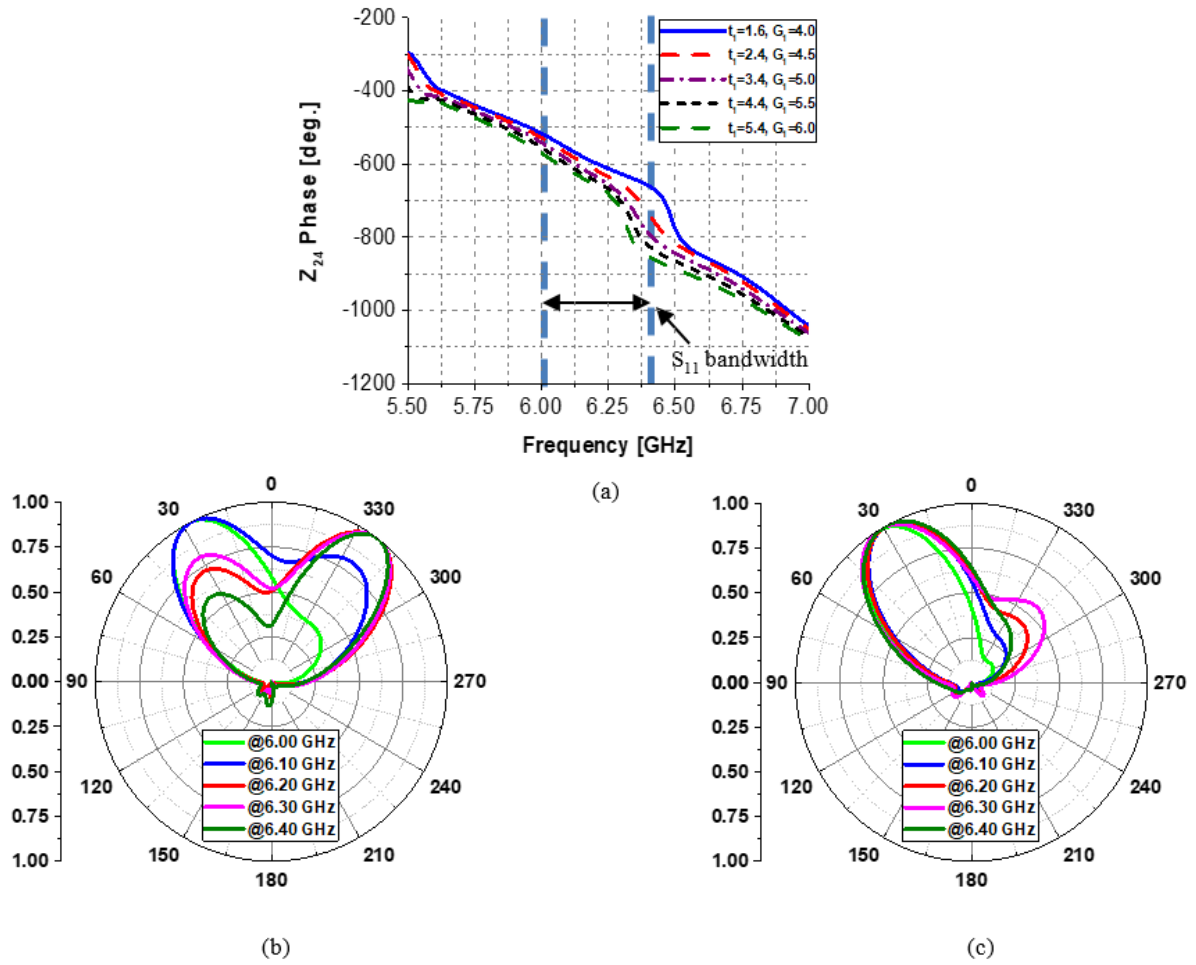 -200
-400
-600
-800
-1000
-1200
Z24 Phase [deg.]
t1=1.6, G1=4.0
t1=2.4, G1=4.5
t1=3.4, G1=5.0
t1=4.4, G1=5.5
t1=5.4, G1=6.0
S11 bandwidth
5.50 5.75 6.00 6.25 6.50 6.75 7.00
Frequency [GHz]
(a)
1.00
0.75
0.50
0.25
0.00
0.25
0.50
0.75
1.00
0
330
300
270
240
210
180
150
120
90
60
30
@6.00 GHz
@6.10 GHz
@6.20 GHz
@6.30 GHz
@6.40 GHz
(b)
1.00
0.75
0.50
0.25
0.00
0.25
0.50
0.75
1.00
0
330
300
270
240
210
180
150
120
90
60
30
@6.00 GHz
@6.10 GHz
@6.20 GHz
@6.30 GHz
@6.40 GHz
(c)